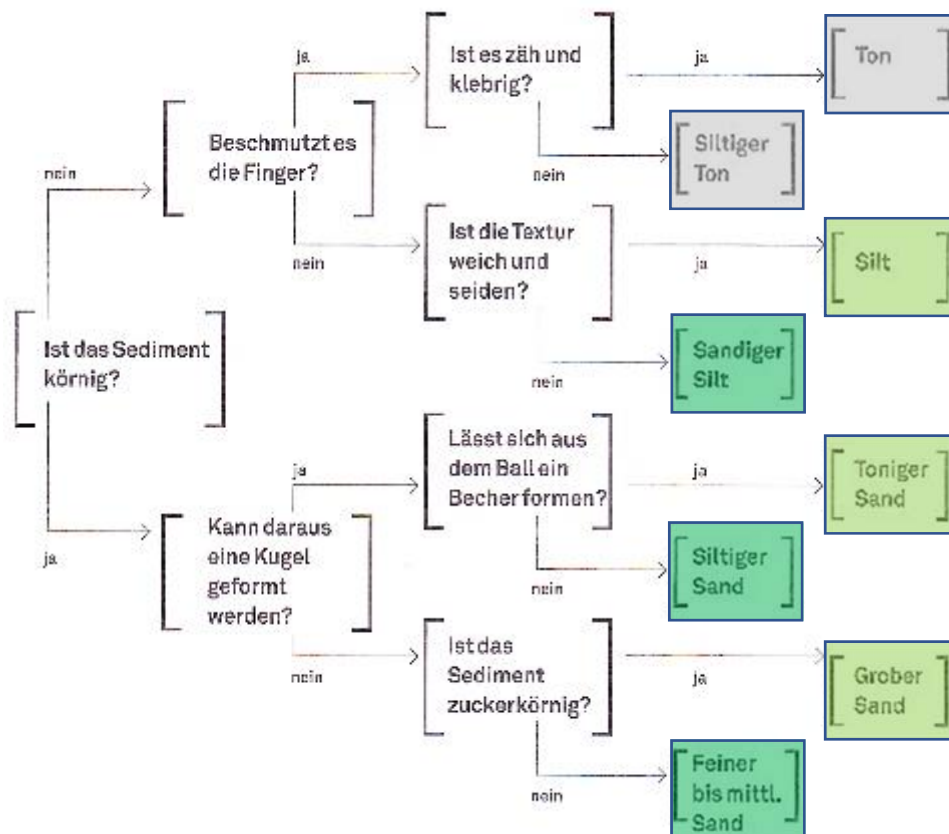 ja
Ist es zäh und
klebrig?
ja
Ton
nein
Siltiger
Ton
Beschmutzt es
die Finger?
nein
nein
Ist die Textur
weich und
seiden?
ja
Silt
nein
Sandiger
Silt
Ist das Sediment
körnig?
ja
Kann daraus
eine Kugel
geformt
werden?
ja
Lässt sich aus
dem Ball ein
Becher formen?
ja
Toniger
Sand
nein
Siltiger
Sand
nein
Ist das
Sediment
zuckerkörnig?
ja
Grober
Sand
nein
Feiner
bis mittl.
Sand